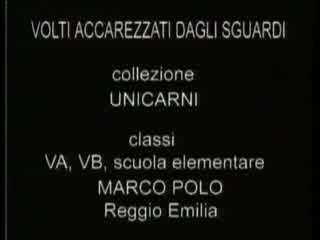 VOLTI ACCAREZZATI DAGLI SGUARDI
collezione
UNICARNI
classi
VA, VB, scuola elementare
MARCO POLO
Reggio Emilia